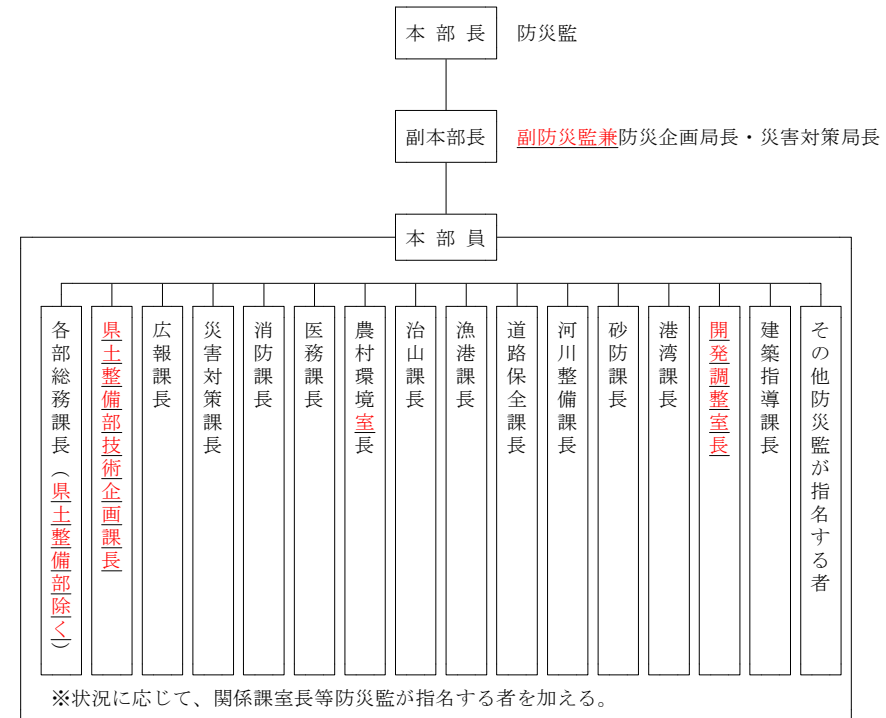 本部長 防災監
副本部長 副防災監兼防災企画局長・災害対策局長
本部員
各部総務課長(県土整備部除く)
県土整備部技術企画課長
広報課長
災害対策課長
消防課長
医務課長
農村環境室長
治山課長
漁港課長
道路保全課長
河川整備課長
砂防課長
港湾課長
開発調整室長
建築指導課長
その他防災監が指名する者
※状況に応じて、関係課室長等防災監が指名する者を加える。